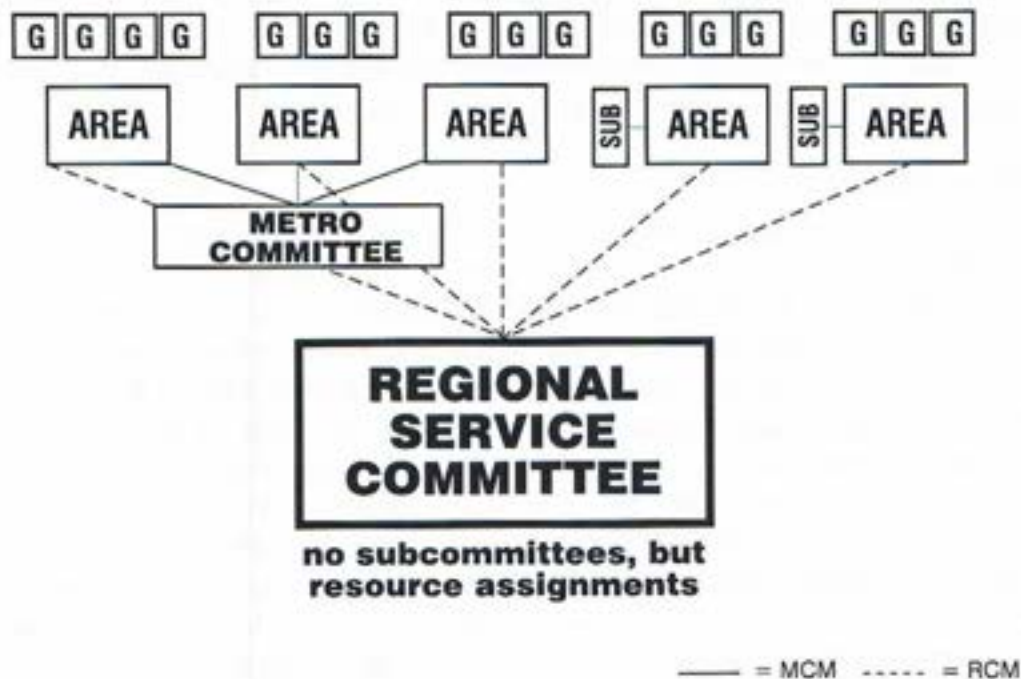 G G G G G G G G G G G G G G G G
AREA AREA AREA SUB AREA SUB AREA
METRO
COMMITTEE
REGIONAL
SERVICE
COMMITTEE
no subcommittees, but
resource assignments
= MCM = RCM